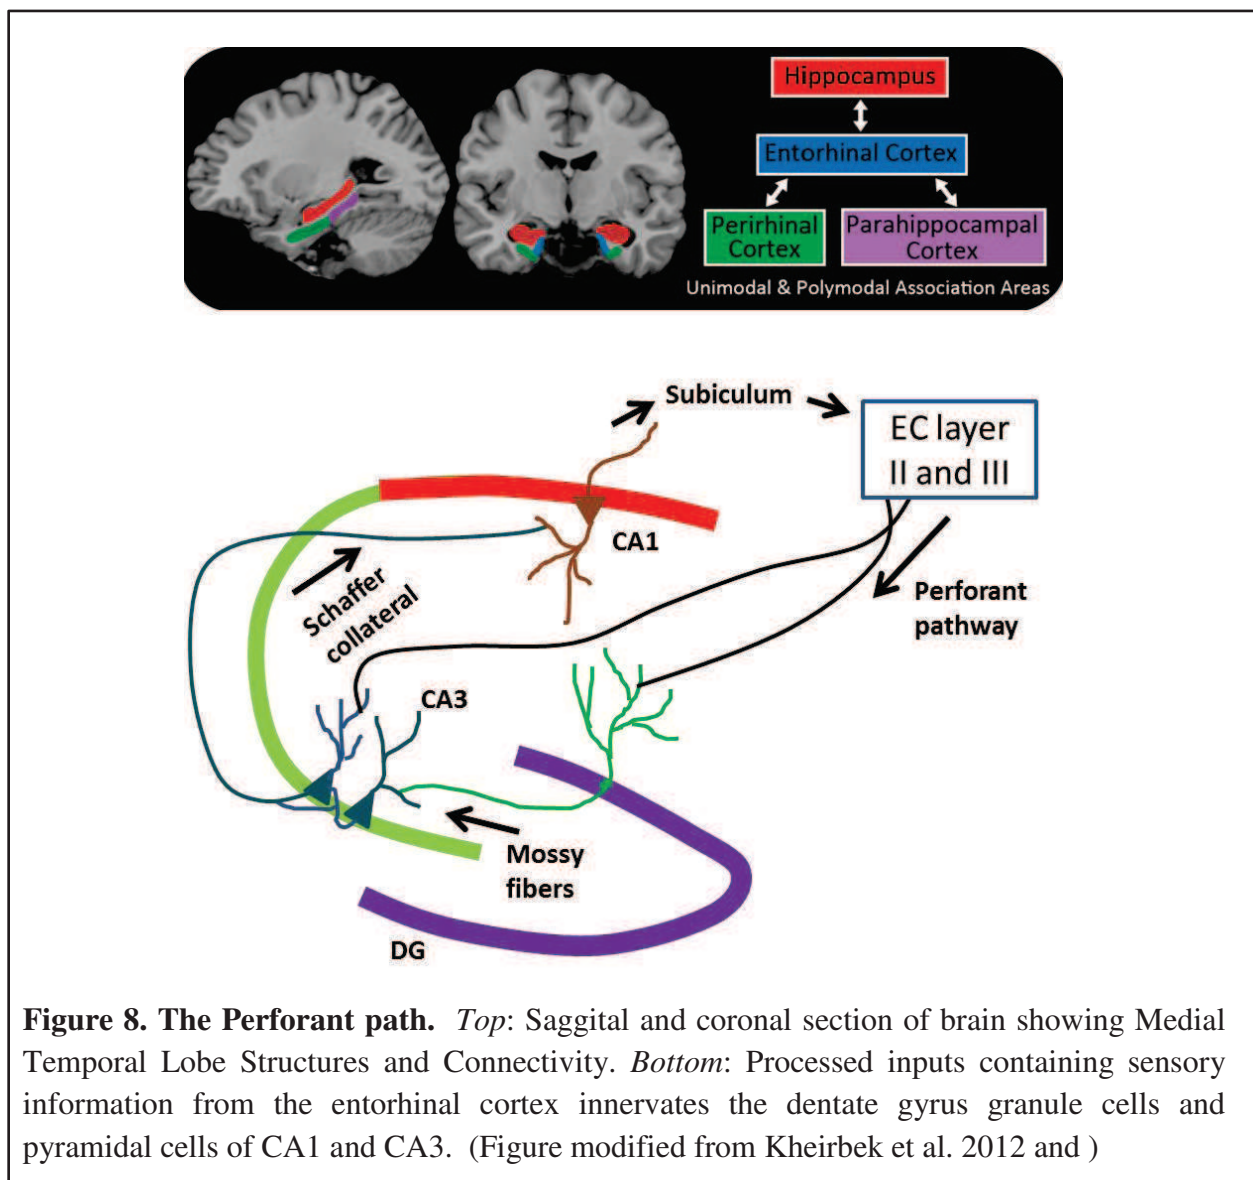 Hippocampus
Entorhinal Cortex
Perirhinal
Cortex
Parahippocampal
Cortex
Unimodal & Polymodal Association Areas
Subiculum
EC layer
II and III
CA1
Schaffer
collateral
Perforant
pathway
CA3
Mossy
fibers
DG
Figure 8. The Perforant path. Top: Saggital and coronal section of brain showing Medial
Temporal Lobe Structures and Connectivity. Bottom: Processed inputs containing sensory
information from the entorhinal cortex innervates the dentate gyrus granule cells and
pyramidal cells of CA1 and CA3. (Figure modified from Kheirbek et al. 2012 and )